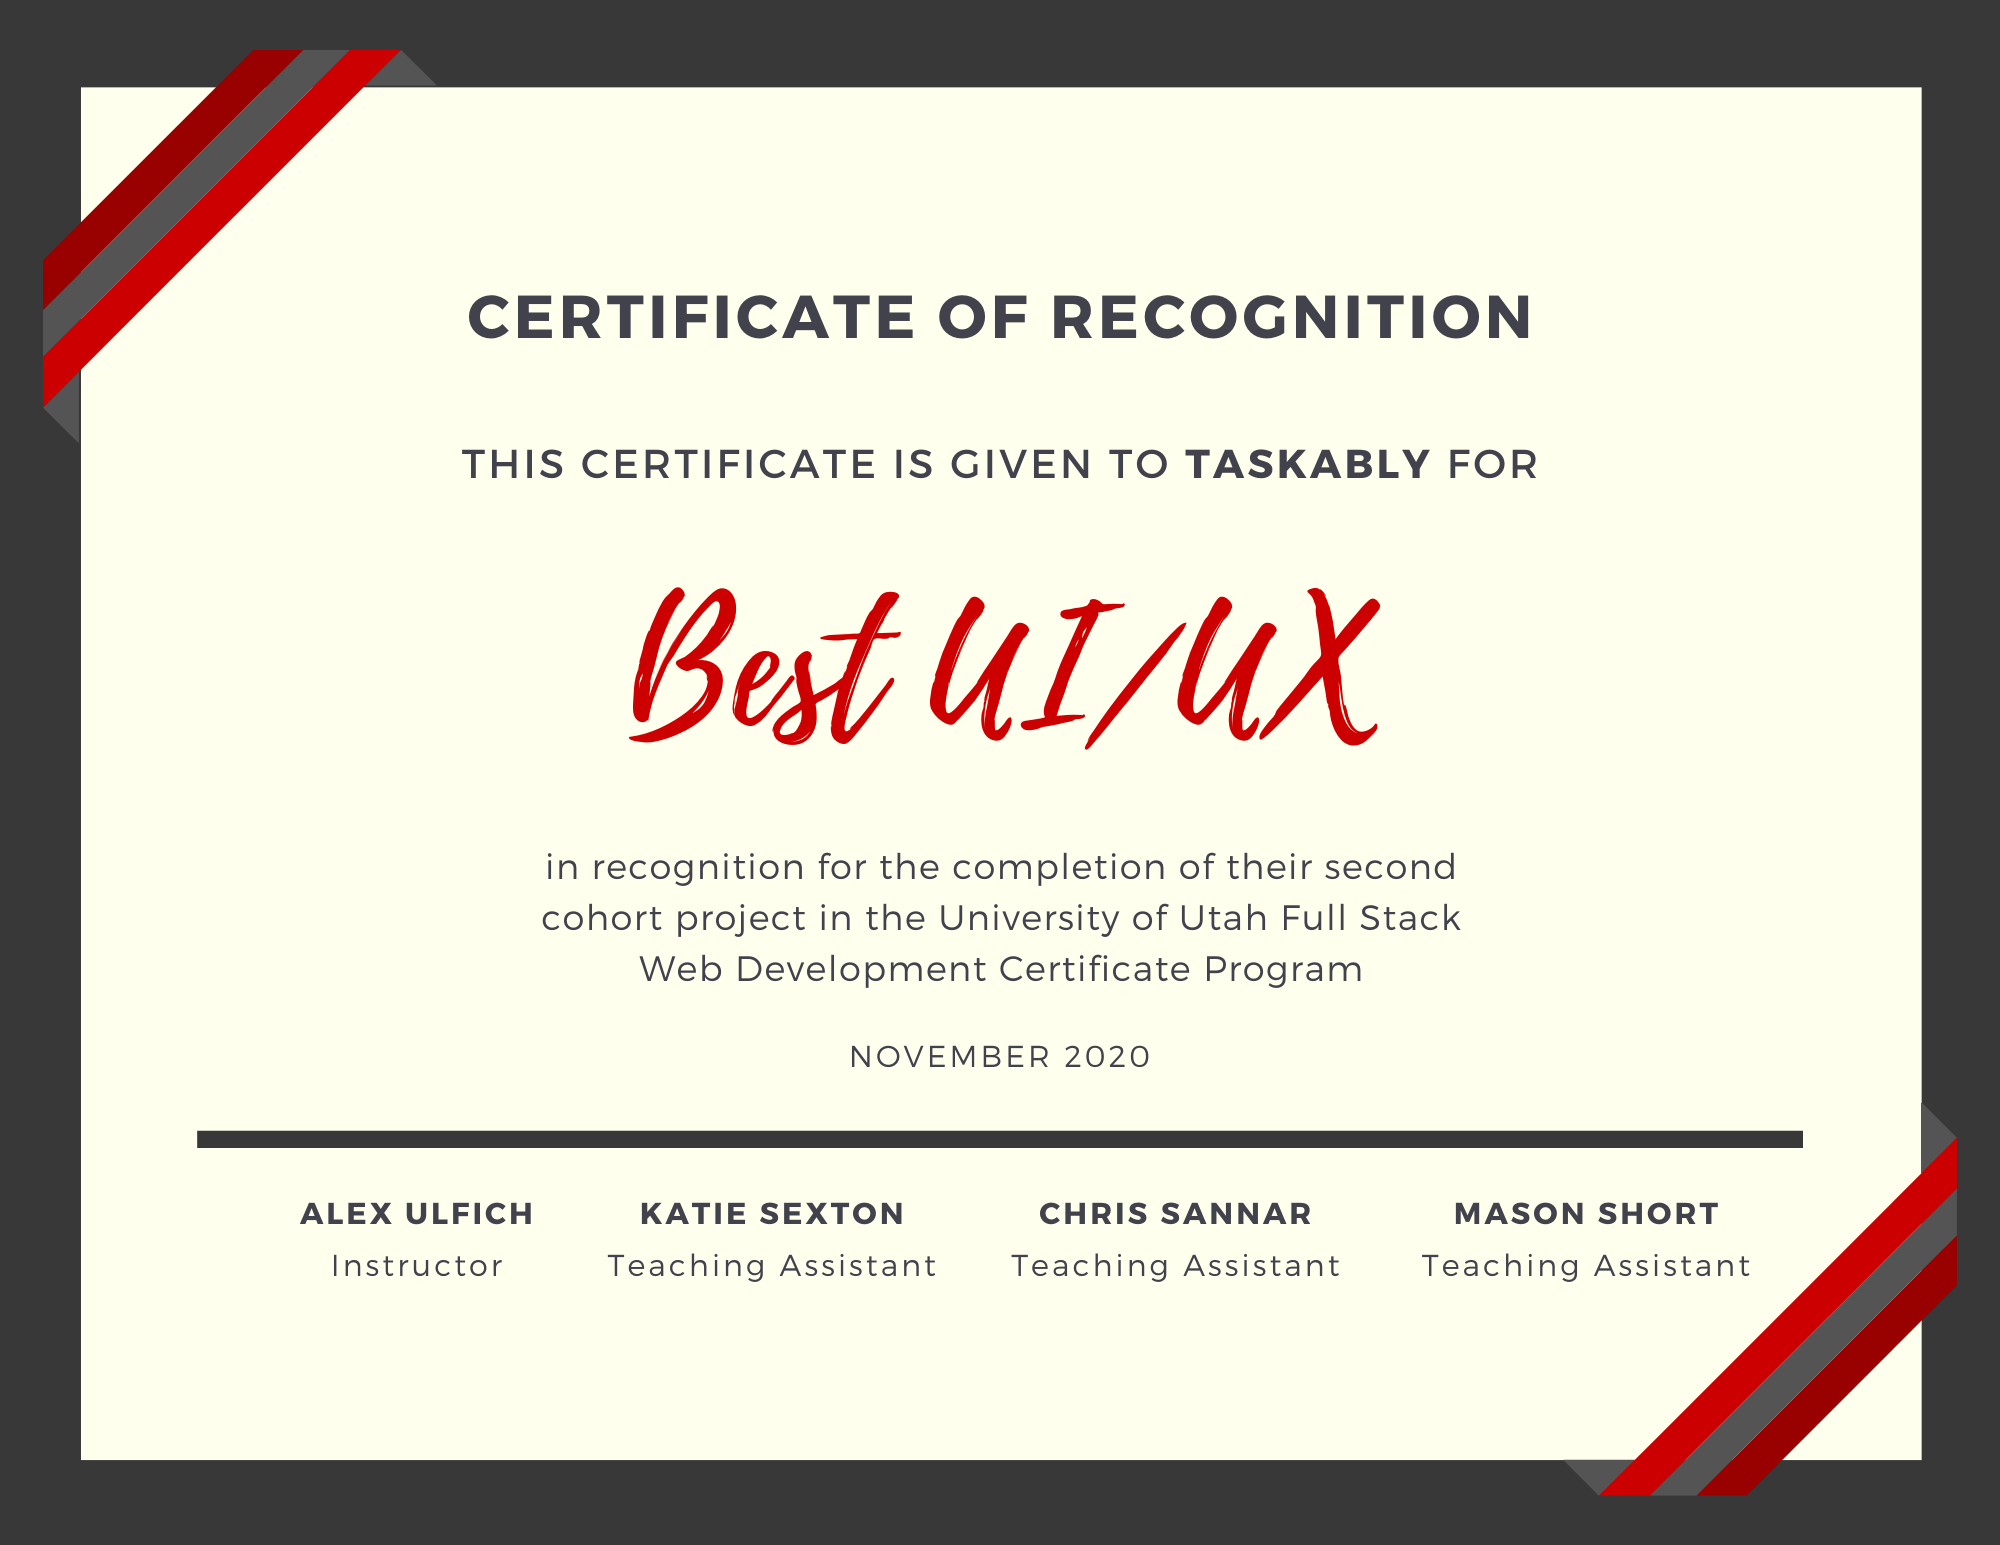 CERTIFICATE OF RECOGNITION
THIS CERTIFICATE IS GIVEN TO TASKABLY FOR
Best UI/UX
in recognition for the completion of their second
cohort project in the University of Utah Full Stack
Web Development Certificate Program
NOVEMBER 2020
ALEX ULFICH KATIE SEXTON CHRIS SANNAR MASON SHORT
Instructor Teaching Assistant Teaching Assistant Teaching Assistant